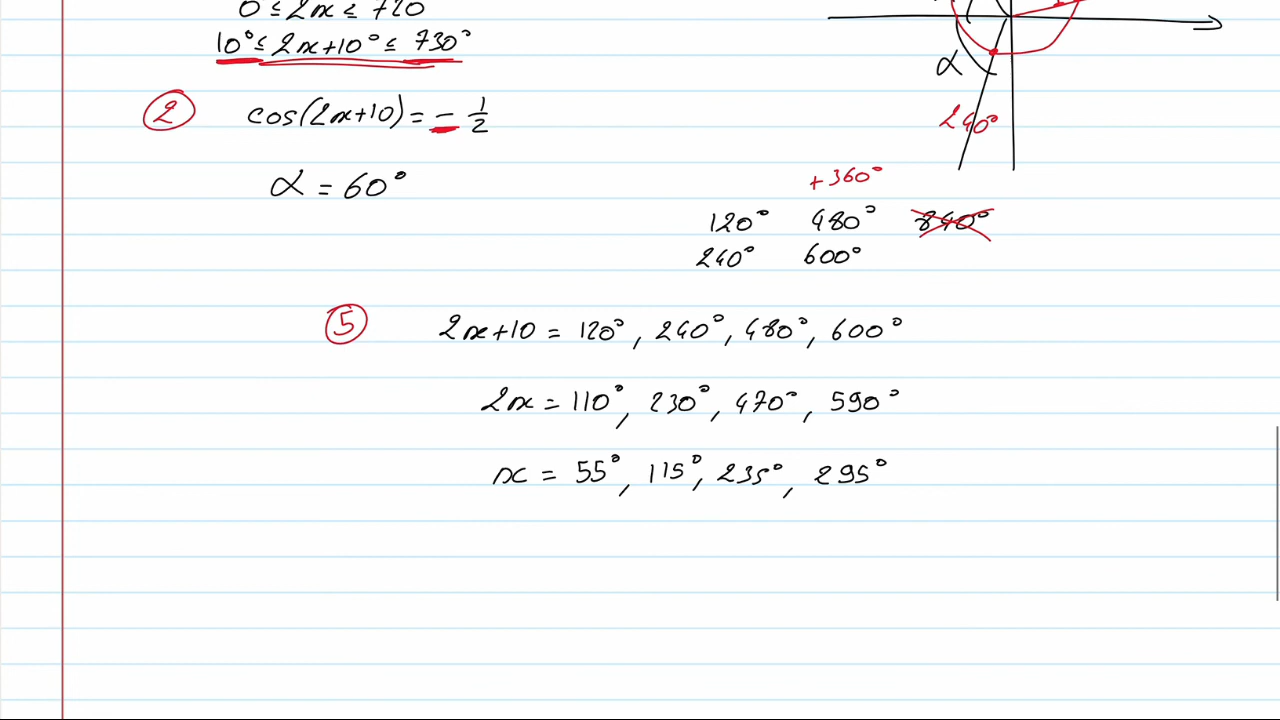 0 ≤ 2x ≤ 720
10° ≤ 2x+10° ≤ 730°
② cos(2x+10) = - 1/2
α
240°
α = 60°
+360°
120° 480° 840°
240° 600°
⑤ 2x+10 = 120°, 240°, 480°, 600°
2x = 110°, 230°, 470°, 590°
x = 55°, 115°, 235°, 295°